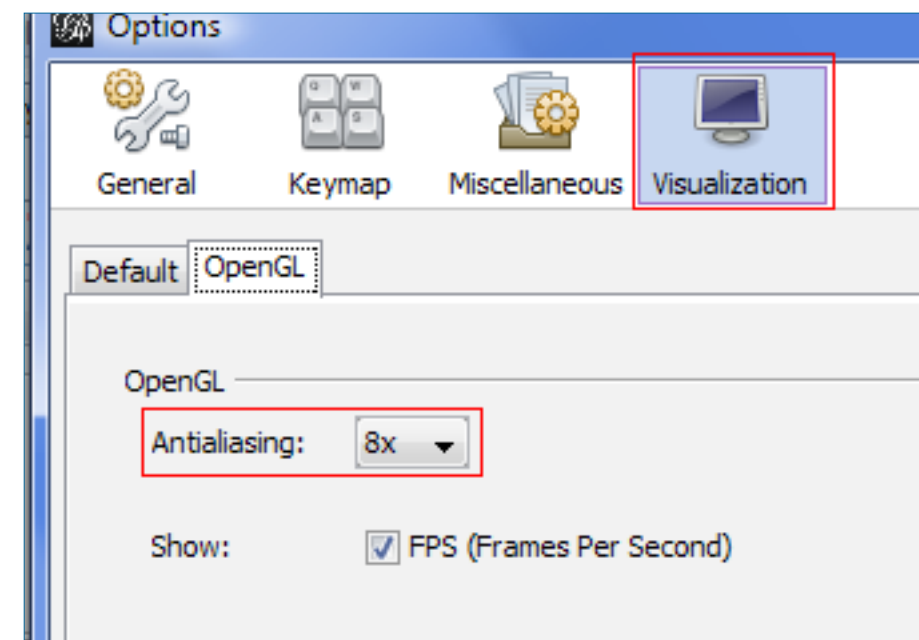 Options
General Keymap Miscellaneous Visualization
Default OpenGL
OpenGL
Antialiasing: 8x
Show: FPS (Frames Per Second)